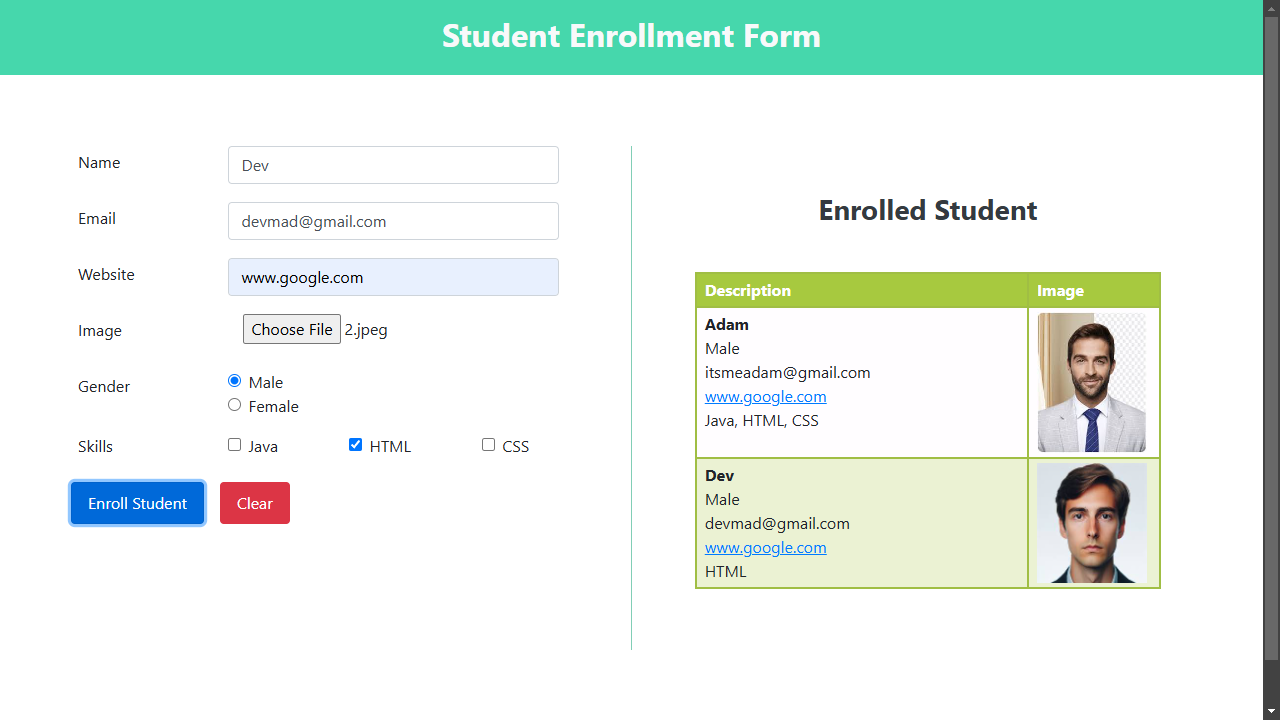 Student Enrollment Form
Name
Dev
Email
devmad@gmail.com
Website
www.google.com
Image
Choose File 2.jpeg
Gender
Male
Female
Skills
Java HTML CSS
Enroll Student Clear
Enrolled Student
Description Image
Adam
Male
itsmeadam@gmail.com
www.google.com
Java, HTML, CSS
Dev
Male
devmad@gmail.com
www.google.com
HTML